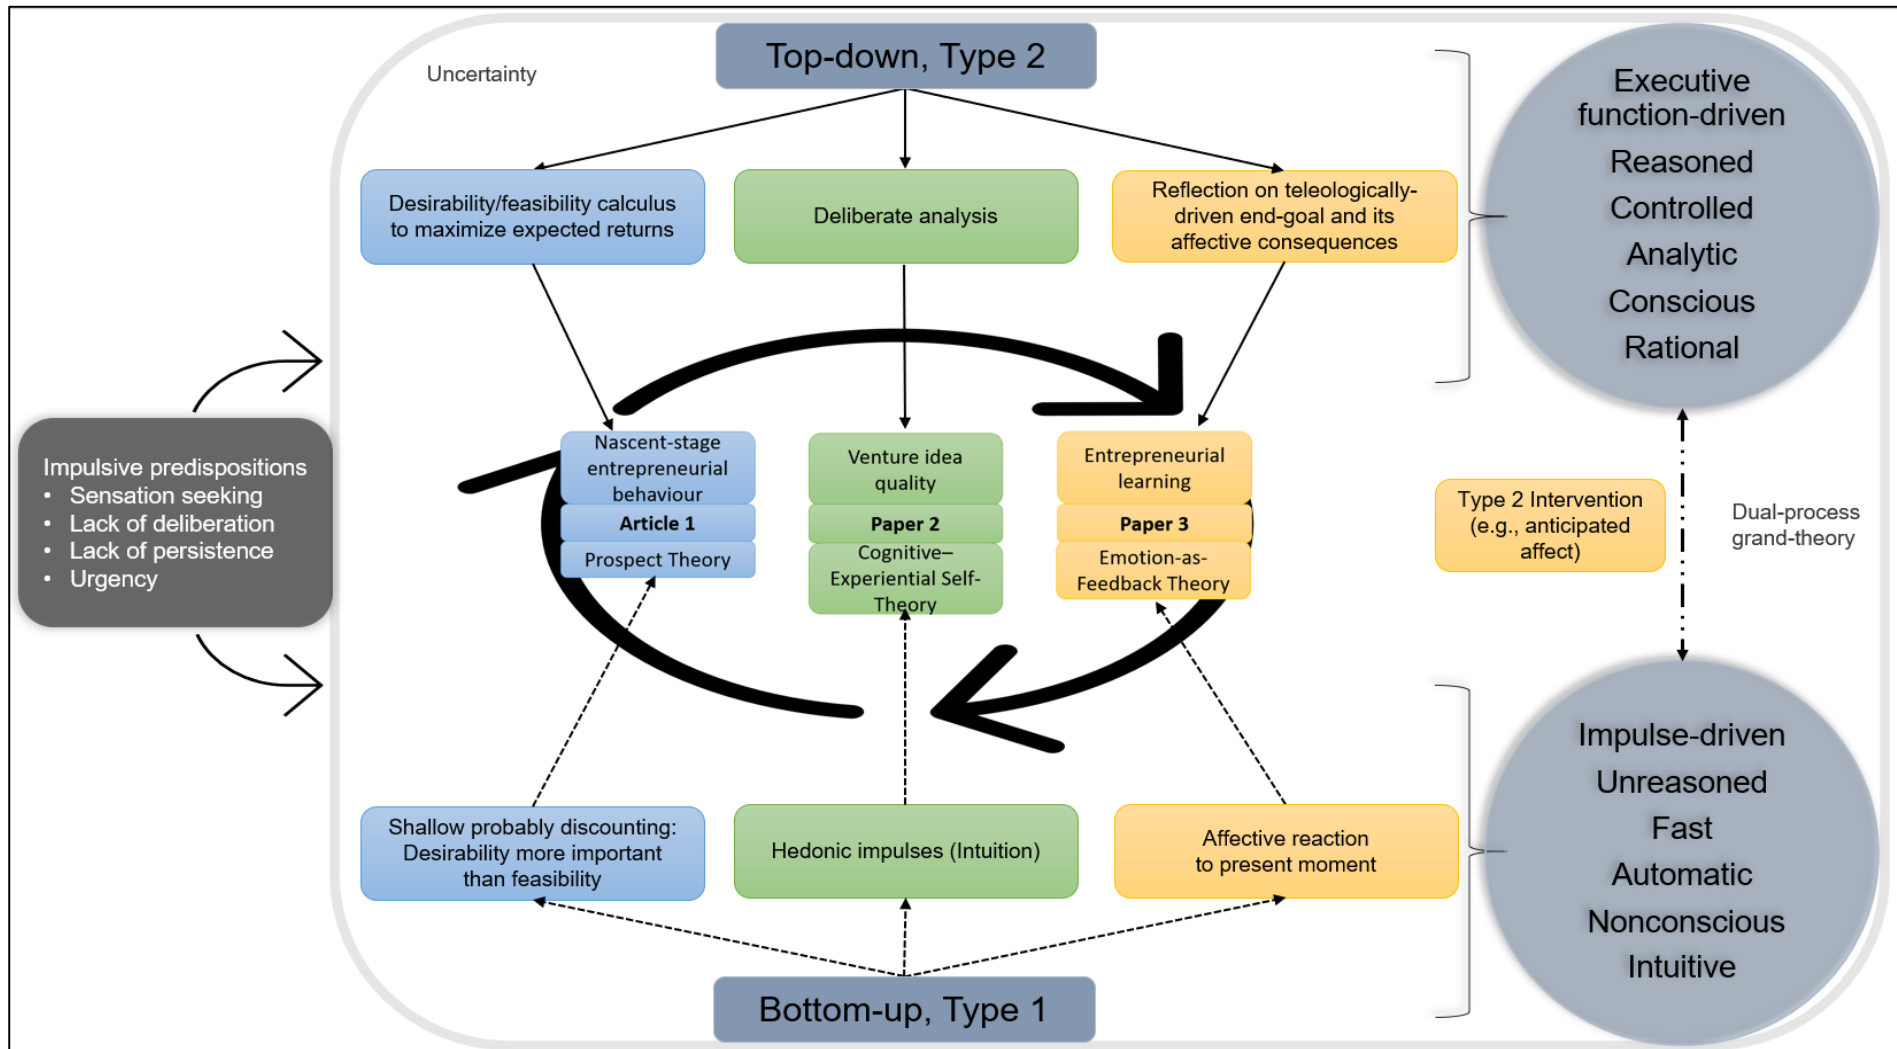 Top-down, Type 2
Uncertainty
Executive
function-driven
Reasoned
Controlled
Analytic
Conscious
Rational
Desirability/feasibility calculus
to maximize expected returns
Deliberate analysis
Reflection on teleologically-
driven end-goal and its
affective consequences
Impulsive predispositions
• Sensation seeking
• Lack of deliberation
• Lack of persistence
• Urgency
Nascent-stage
entrepreneurial
behaviour
Article 1
Prospect Theory
Venture idea
quality
Paper 2
Cognitive–
Experiential Self-
Theory
Entrepreneurial
learning
Paper 3
Emotion-as-
Feedback Theory
Type 2 Intervention
(e.g., anticipated
affect)
Dual-process
grand-theory
Shallow probably discounting:
Desirability more important
than feasibility
Hedonic impulses (Intuition)
Affective reaction
to present moment
Impulse-driven
Unreasoned
Fast
Automatic
Nonconscious
Intuitive
Bottom-up, Type 1